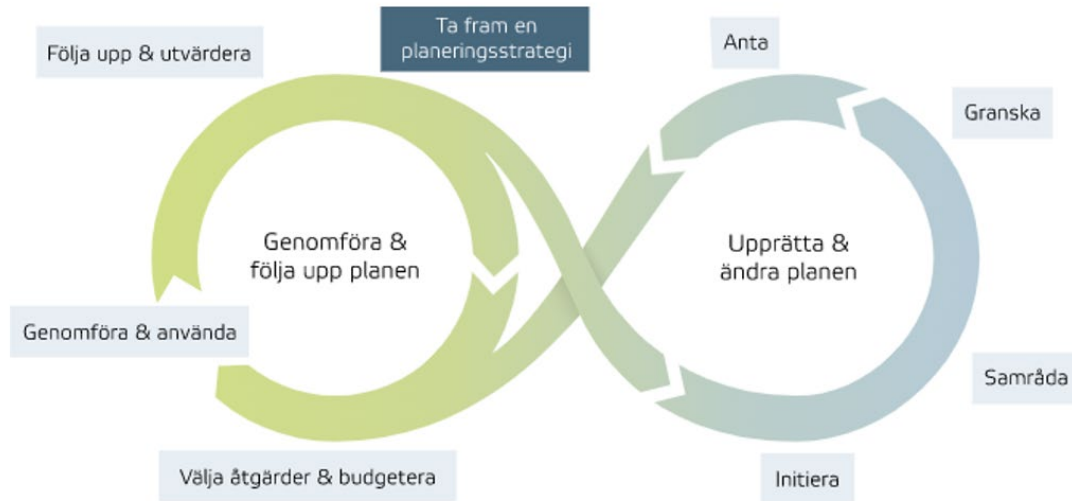 Ta fram en
planeringsstrategi
Anta
Följa upp & utvärdera
Granska
Genomföra &
följa upp planen
Upprätta &
ändra planen
Genomföra & använda
Samråda
Välja åtgärder & budgetera
Initiera